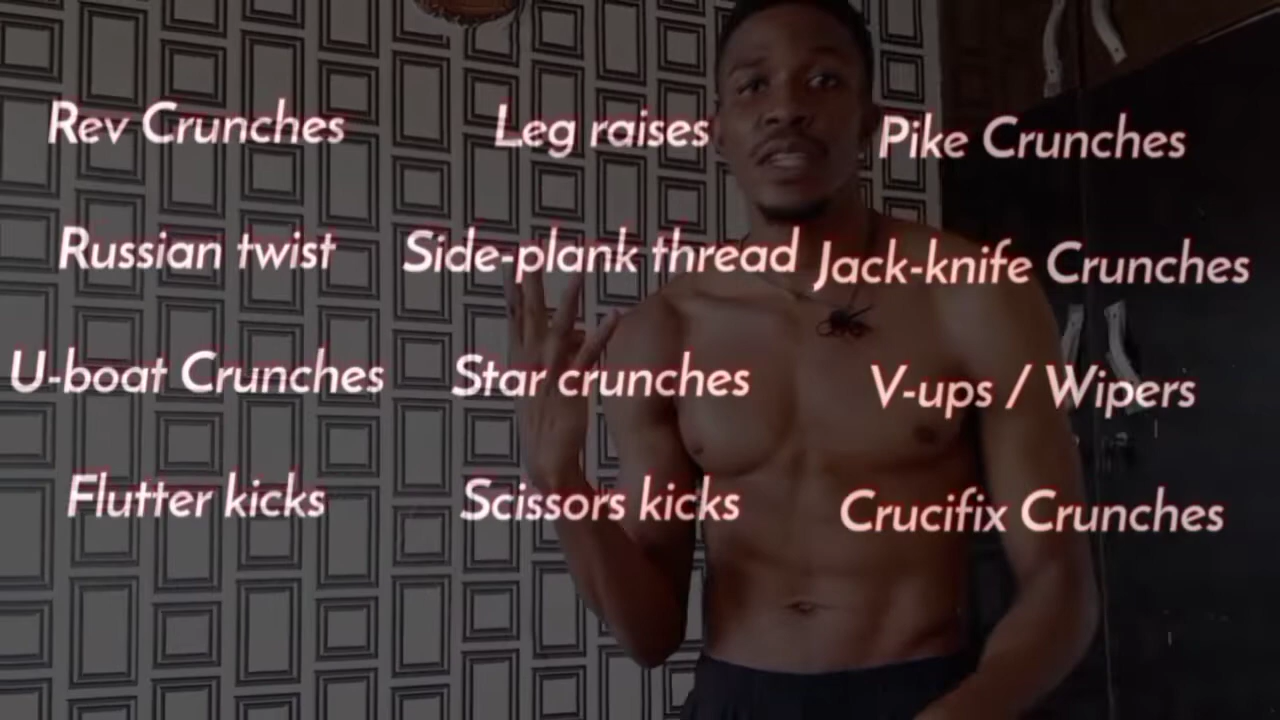 Rev Crunches Leg raises Pike Crunches
Russian twist Side-plank thread Jack-knife Crunches
U-boat Crunches Star crunches V-ups / Wipers
Flutter kicks Scissors kicks Crucifix Crunches